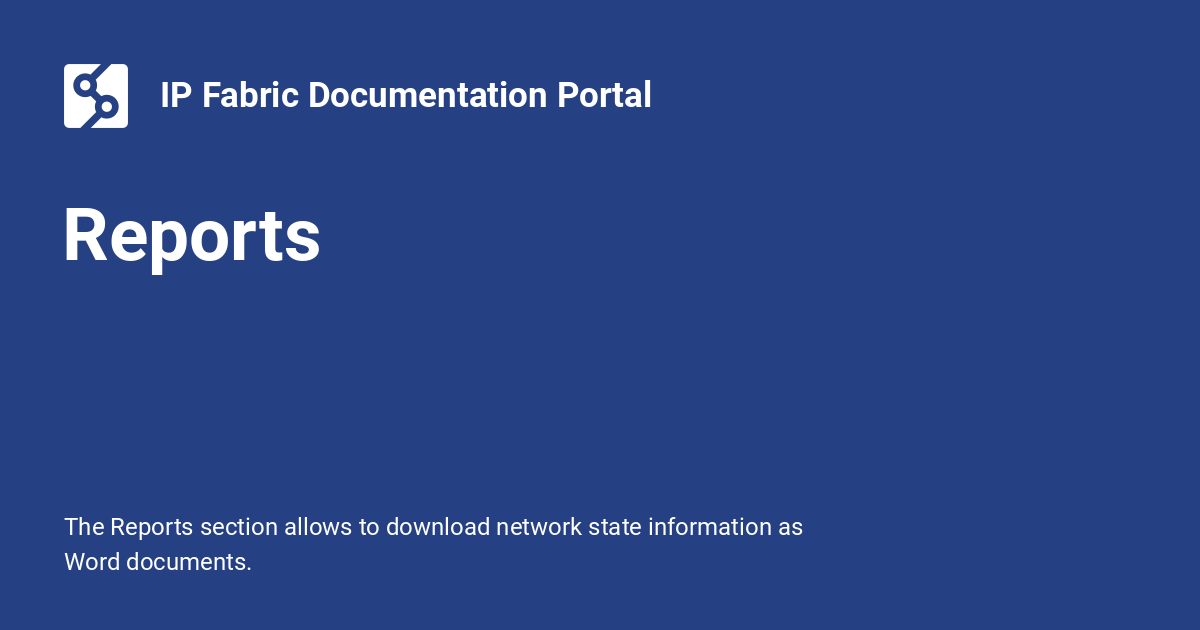 IP Fabric Documentation Portal
Reports
The Reports section allows to download network state information as
Word documents.